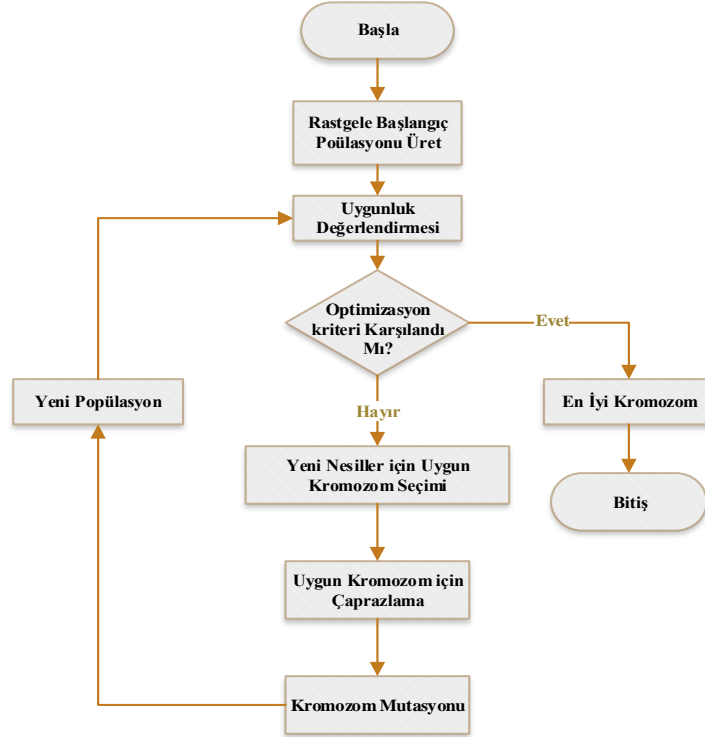 Başla
Rastgele Başlangıç
Poülasyonu Üret
Uygunluk
Değerlendirmesi
Optimizasyon
kriteri Karşılandı
Mı?
Evet
Hayır
Yeni Popülasyon
En İyi Kromozom
Yeni Nesiller için Uygun
Kromozom Seçimi
Bitiş
Uygun Kromozom için
Çaprazlama
Kromozom Mutasyonu